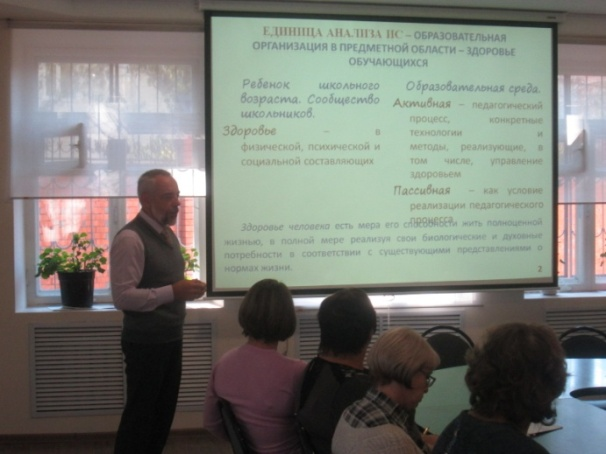 ЕДИНИЦА АНАЛИЗА ИС – ОБРАЗОВАТЕЛЬНАЯ
ОРГАНИЗАЦИЯ В ПРЕДМЕТНОЙ ОБЛАСТИ – ЗДОРОВЬЕ
ОБУЧАЮЩИХСЯ
Ребенок школьного
возраста. Сообщество
школьников.
Здоровье – в
физической, психической и
социальной составляющих
Образовательная среда.
Активная – педагогический
процесс, конкретные
технологии и
методы, реализующие, в
том числе, управление
здоровьем
Пассивная – как условие
реализации педагогического
процесса
Здоровье человека есть мера его способности жить полноценной
жизнью, в полной мере реализуя свои биологические и духовные
потребности в соответствии с существующими представлениями о
нормах жизни.
2